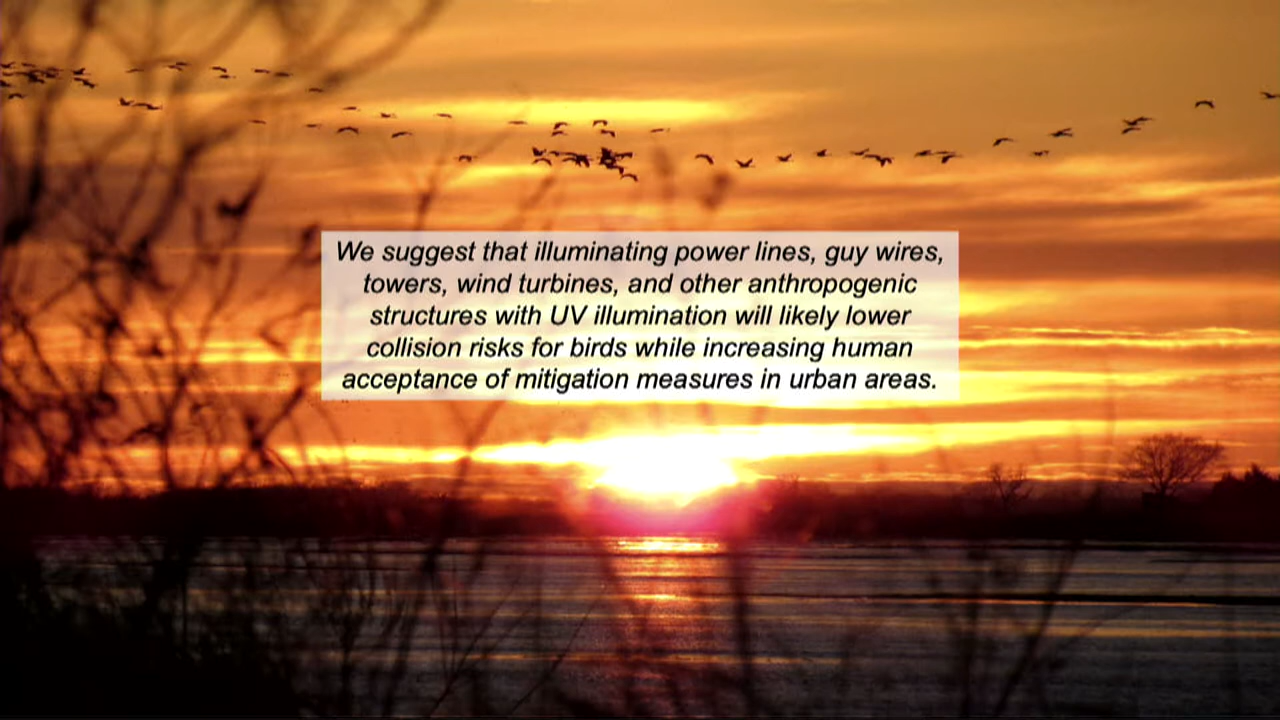 We suggest that illuminating power lines, guy wires,
towers, wind turbines, and other anthropogenic
structures with UV illumination will likely lower
collision risks for birds while increasing human
acceptance of mitigation measures in urban areas.